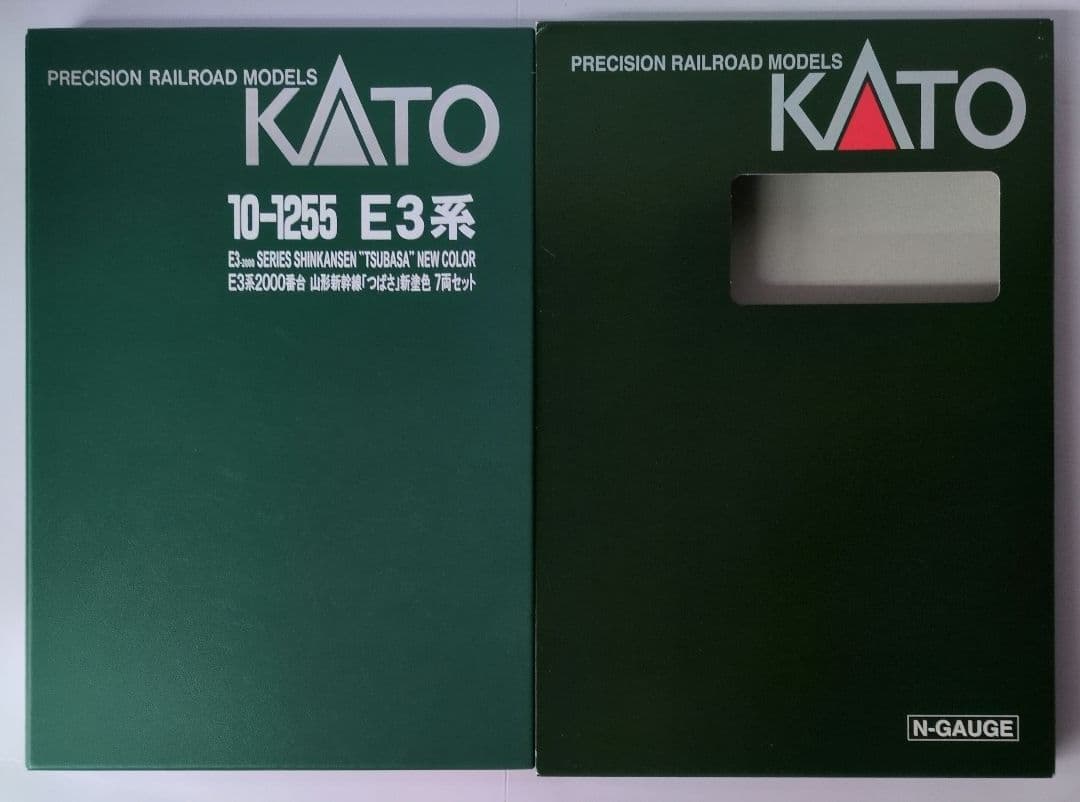 PRECISION RAILROAD MODELS
KATO
10-1255 E3系
E3-2000 SERIES SHINKANSEN "TSUBASA" NEW COLOR
E3系2000番台 山形新幹線「つばさ」新塗色 7両セット
PRECISION RAILROAD MODELS
KATO
N-GAUGE